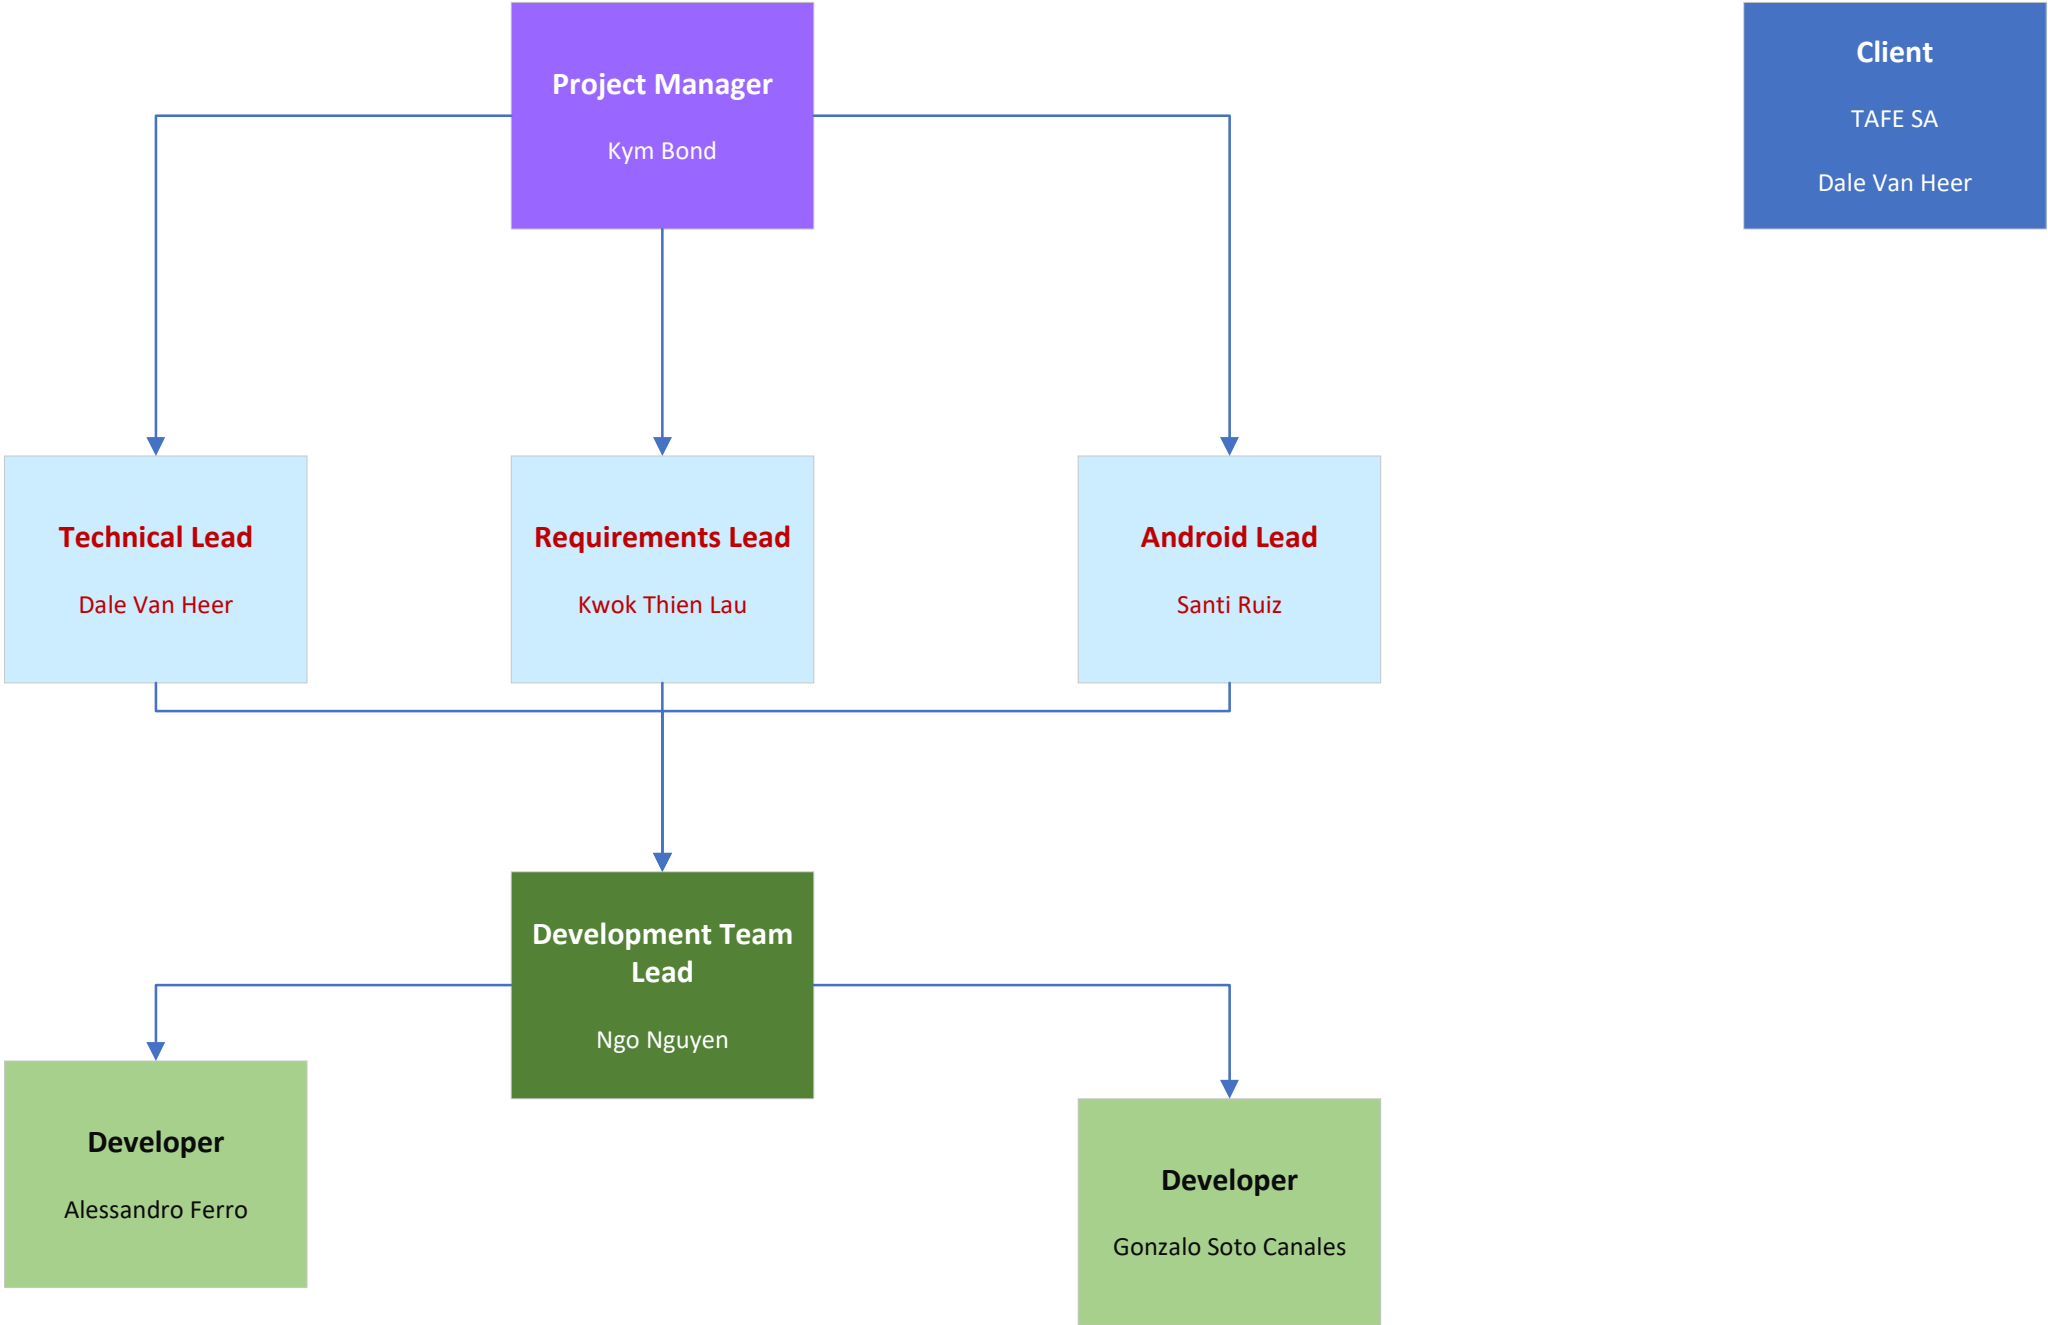 Project Manager
Kym Bond
Client
TAFE SA
Dale Van Heer
Technical Lead
Dale Van Heer
Requirements Lead
Kwok Thien Lau
Android Lead
Santi Ruiz
Development Team
Lead
Ngo Nguyen
Developer
Alessandro Ferro
Developer
Gonzalo Soto Canales